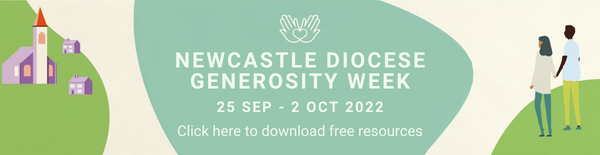 NEWCASTLE DIOCESE
GENEROSITY WEEK
25 SEP - 2 OCT 2022
Click here to download free resources